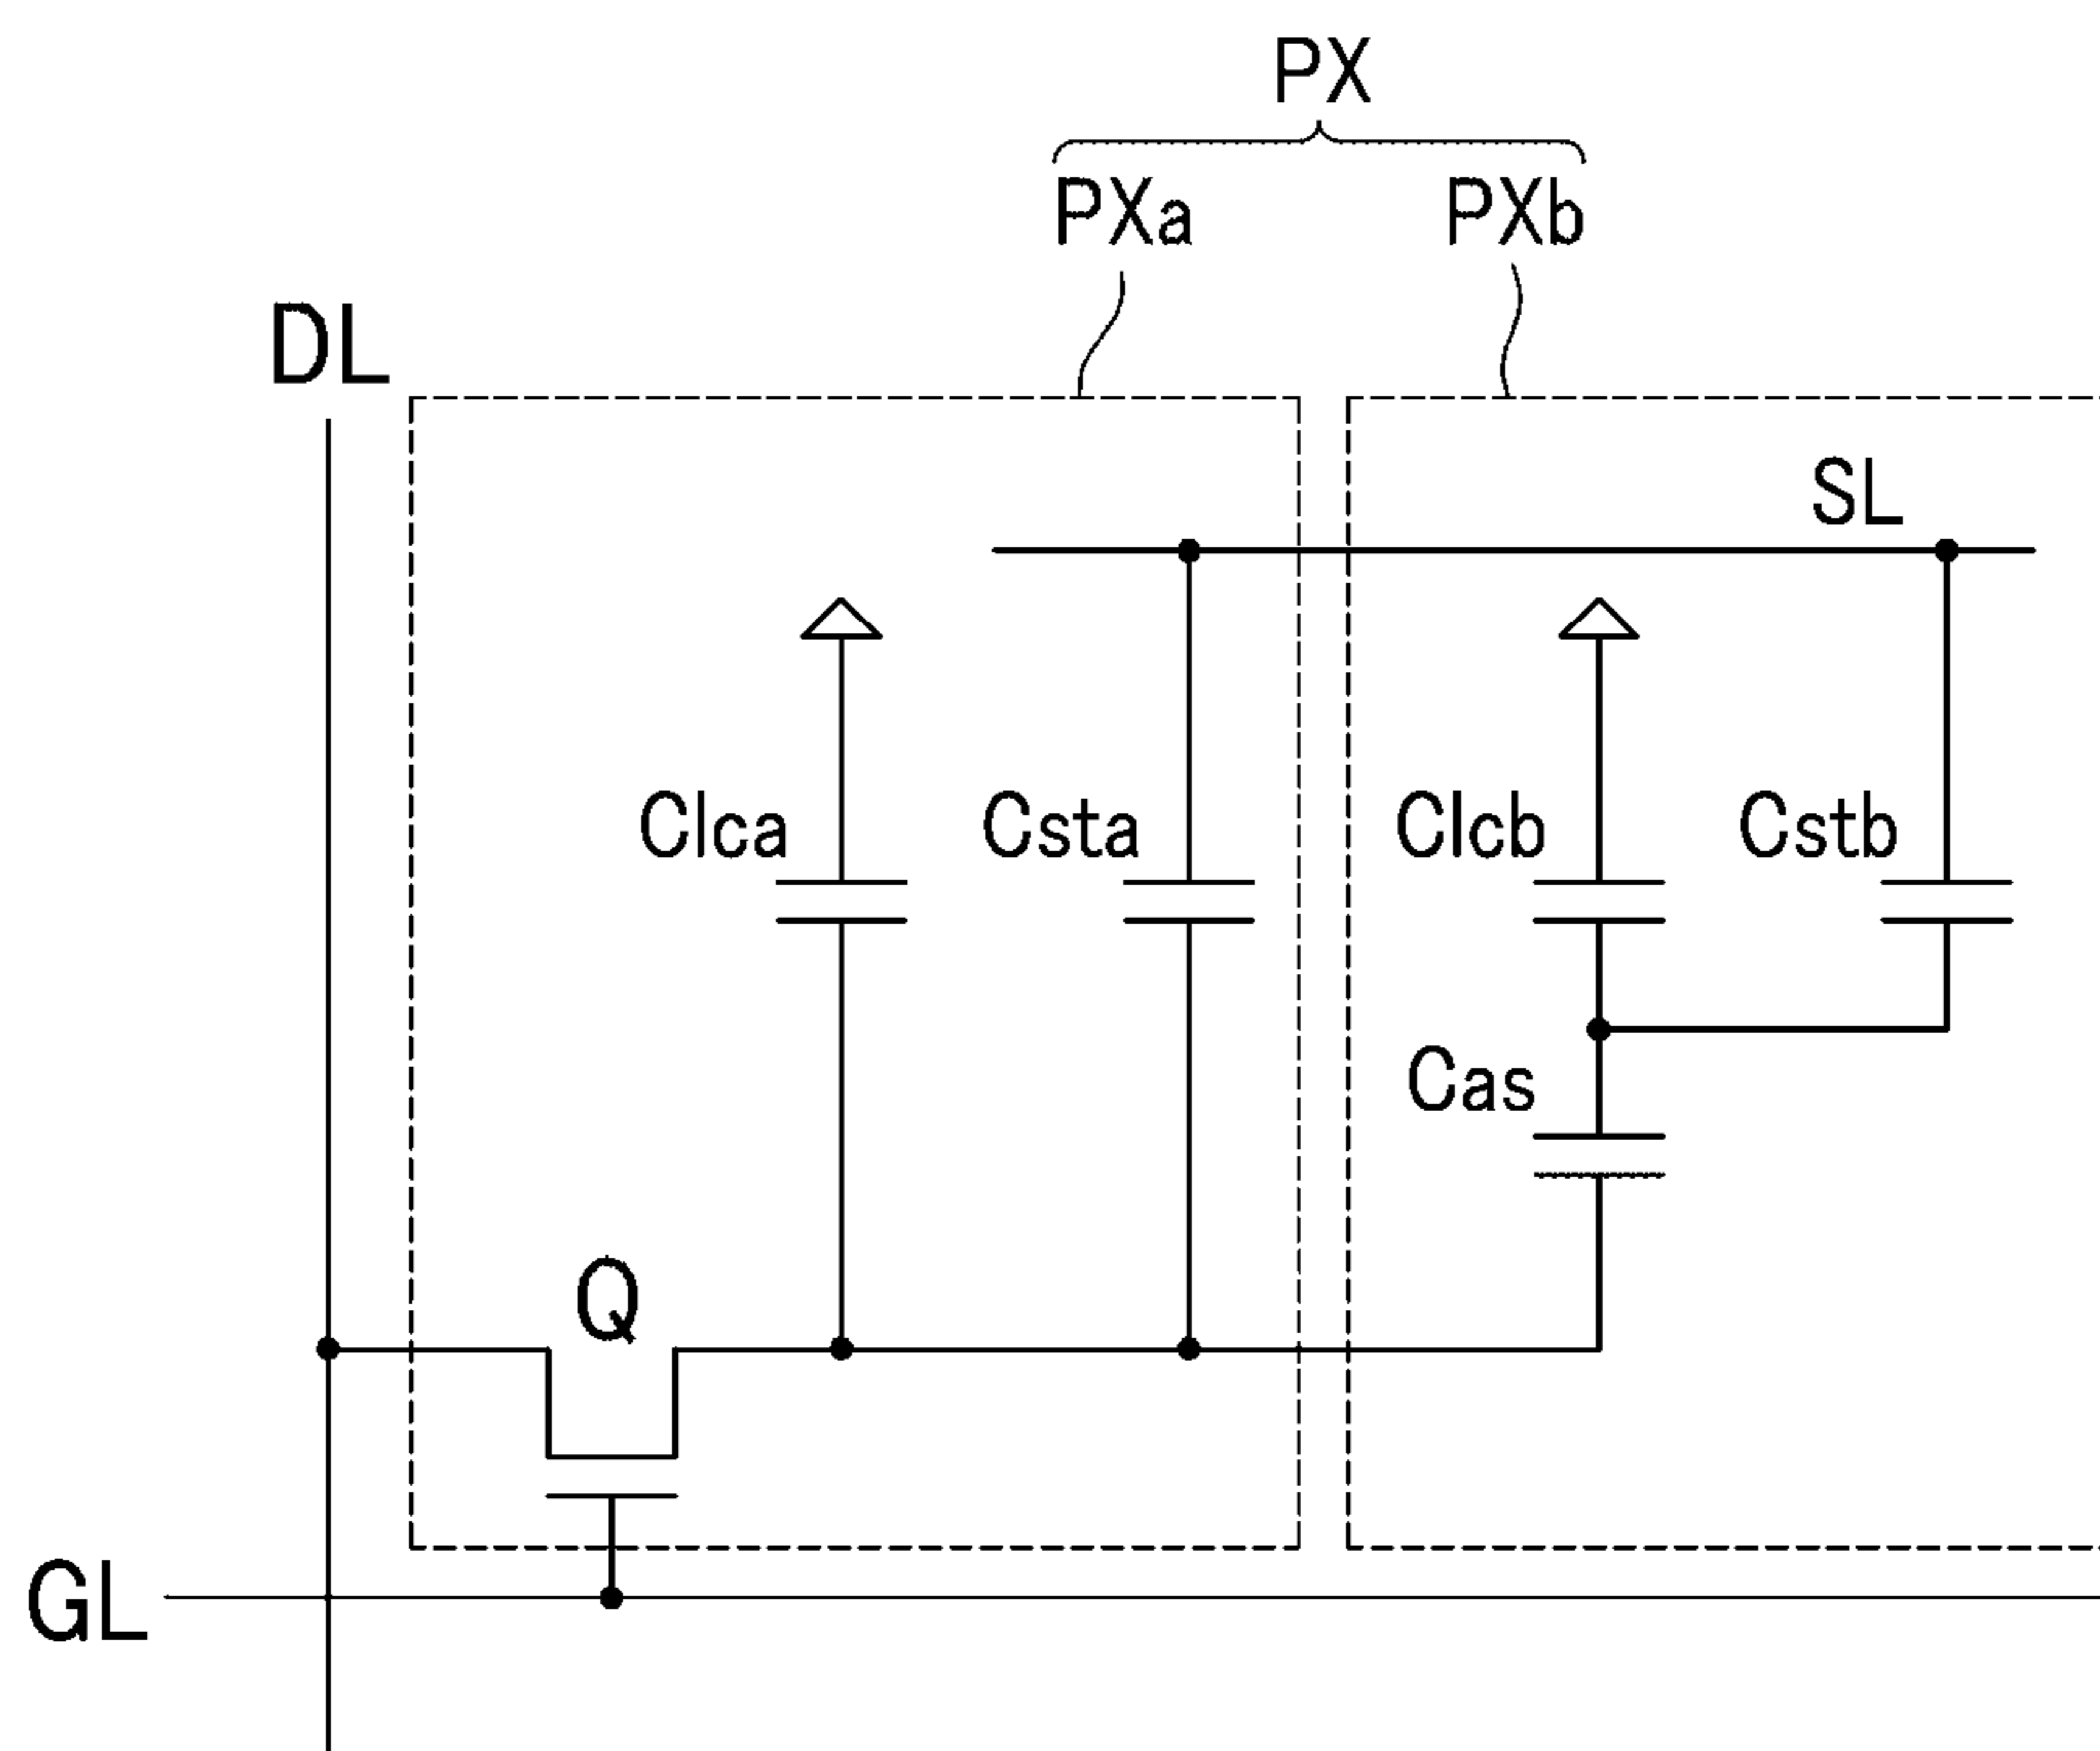 PX
PXa PXb
DL
SL
Clca Csta Clcb Cstb
Cas
Q
GL